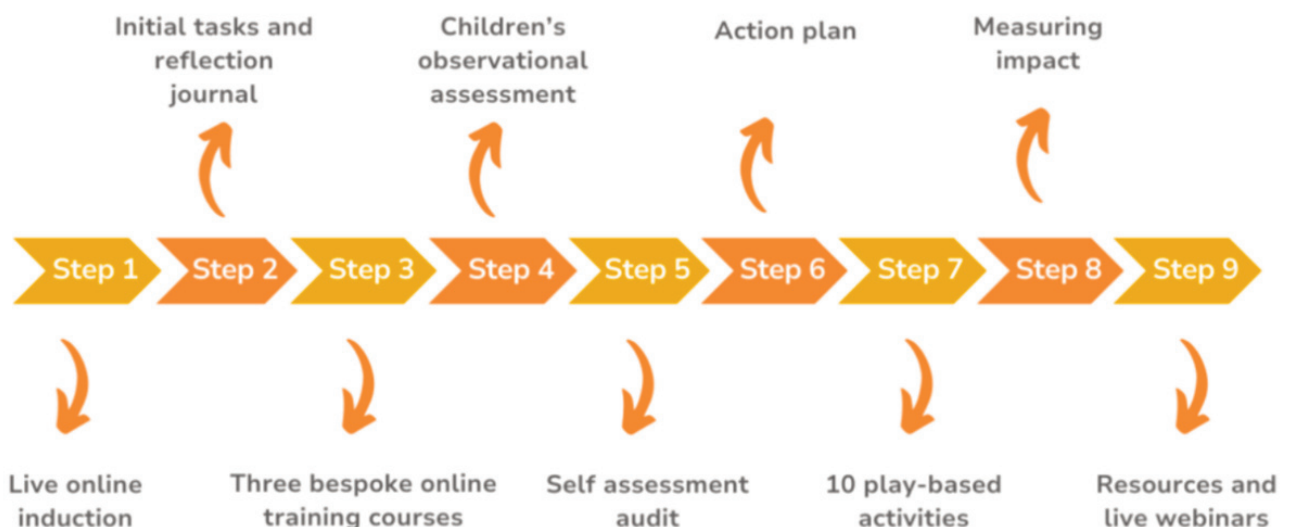 Initial tasks and
reflection
journal
Children's
observational
assessment
Action plan
Measuring
impact
Step 1
Step 2
Step 3
Step 4
Step 5
Step 6
Step 7
Step 8
Step 9
Live online
induction
Three bespoke online
training courses
Self assessment
audit
10 play-based
activities
Resources and
live webinars